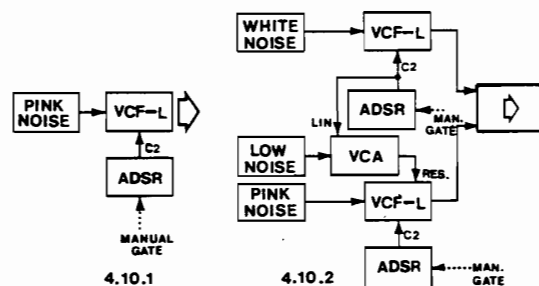 PINK
NOISE
VCF-L
C2
ADSR
MANUAL
GATE
4.10.1
WHITE
NOISE
VCF-L
C2
ADSR
MAN.
GATE
LIN
LOW
NOISE
VCA
RES.
PINK
NOISE
VCF-L
C2
ADSR
MAN.
GATE
4.10.2